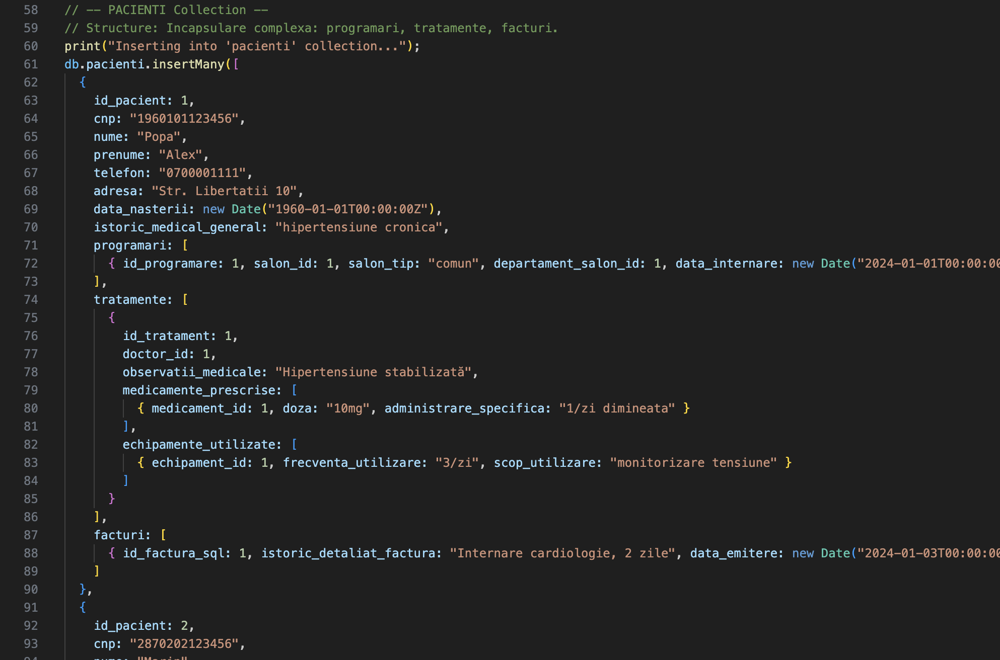 58 // -- PACIENTI Collection --
59 // Structure: Incapsulare complexa: programari, tratamente, facturi.
60 print("Inserting into 'pacienti' collection...");
61 db.pacienti.insertMany([
62 {
63 id_pacient: 1,
64 cnp: "1960101123456",
65 nume: "Popa",
66 prenume: "Alex",
67 telefon: "0700001111",
68 adresa: "Str. Libertatii 10",
69 data_nasterii: new Date("1960-01-01T00:00:00Z"),
70 istoric_medical_general: "hipertensiune cronica",
71 programari: [
72 { id_programare: 1, salon_id: 1, salon_tip: "comun", departament_salon_id: 1, data_internare: new Date("2024-01-01T00:00:00
73 ],
74 tratamente: [
75 {
76 id_tratament: 1,
77 doctor_id: 1,
78 observatii_medicale: "Hipertensiune stabilizată",
79 medicamente_prescrise: [
80 { medicament_id: 1, doza: "10mg", administrare_specifica: "1/zi dimineata" }
81 ],
82 echipamente_utilizate: [
83 { echipament_id: 1, frecventa_utilizare: "3/zi", scop_utilizare: "monitorizare tensiune" }
84 ]
85 }
86 ],
87 facturi: [
88 { id_factura_sql: 1, istoric_detaliat_factura: "Internare cardiologie, 2 zile", data_emitere: new Date("2024-01-03T00:00:00
89 ]
90 },
91 {
92 id_pacient: 2,
93 cnp: "2870202123456",